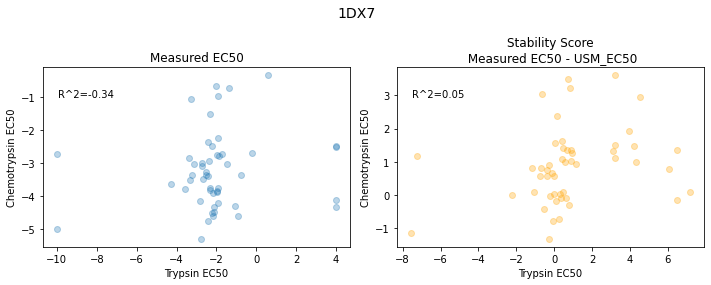 1DX7
Measured EC50
R^2=-0.34
Chemotrypsin EC50
−1
−2
−3
−4
−5
−10
−8
−6
−4
−2
0
2
4
Trypsin EC50
Stability Score
Measured EC50 - USM_EC50
R^2=0.05
Chemotrypsin EC50
3
2
1
0
−1
−8
−6
−4
−2
0
2
4
6
Trypsin EC50